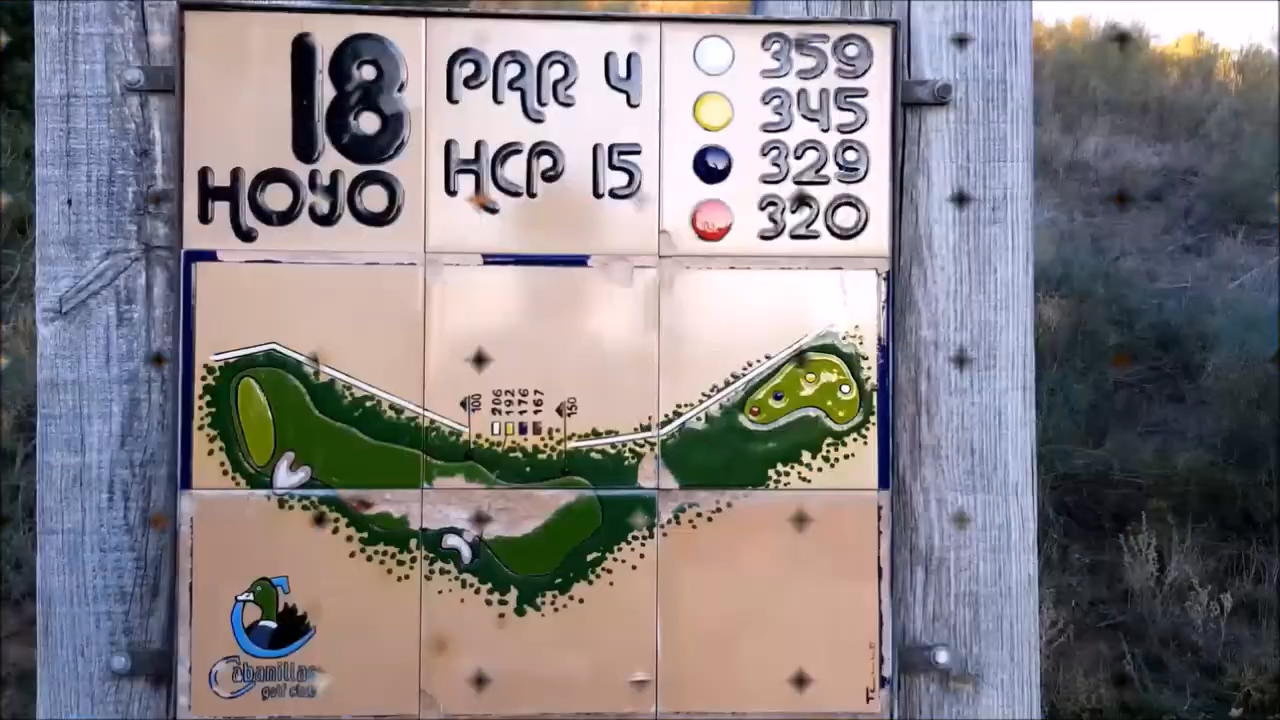 18
HOYO
PAR 4
HCP 15
359
345
329
320
100
206
192
176
167
150
Cabanillas
golf club